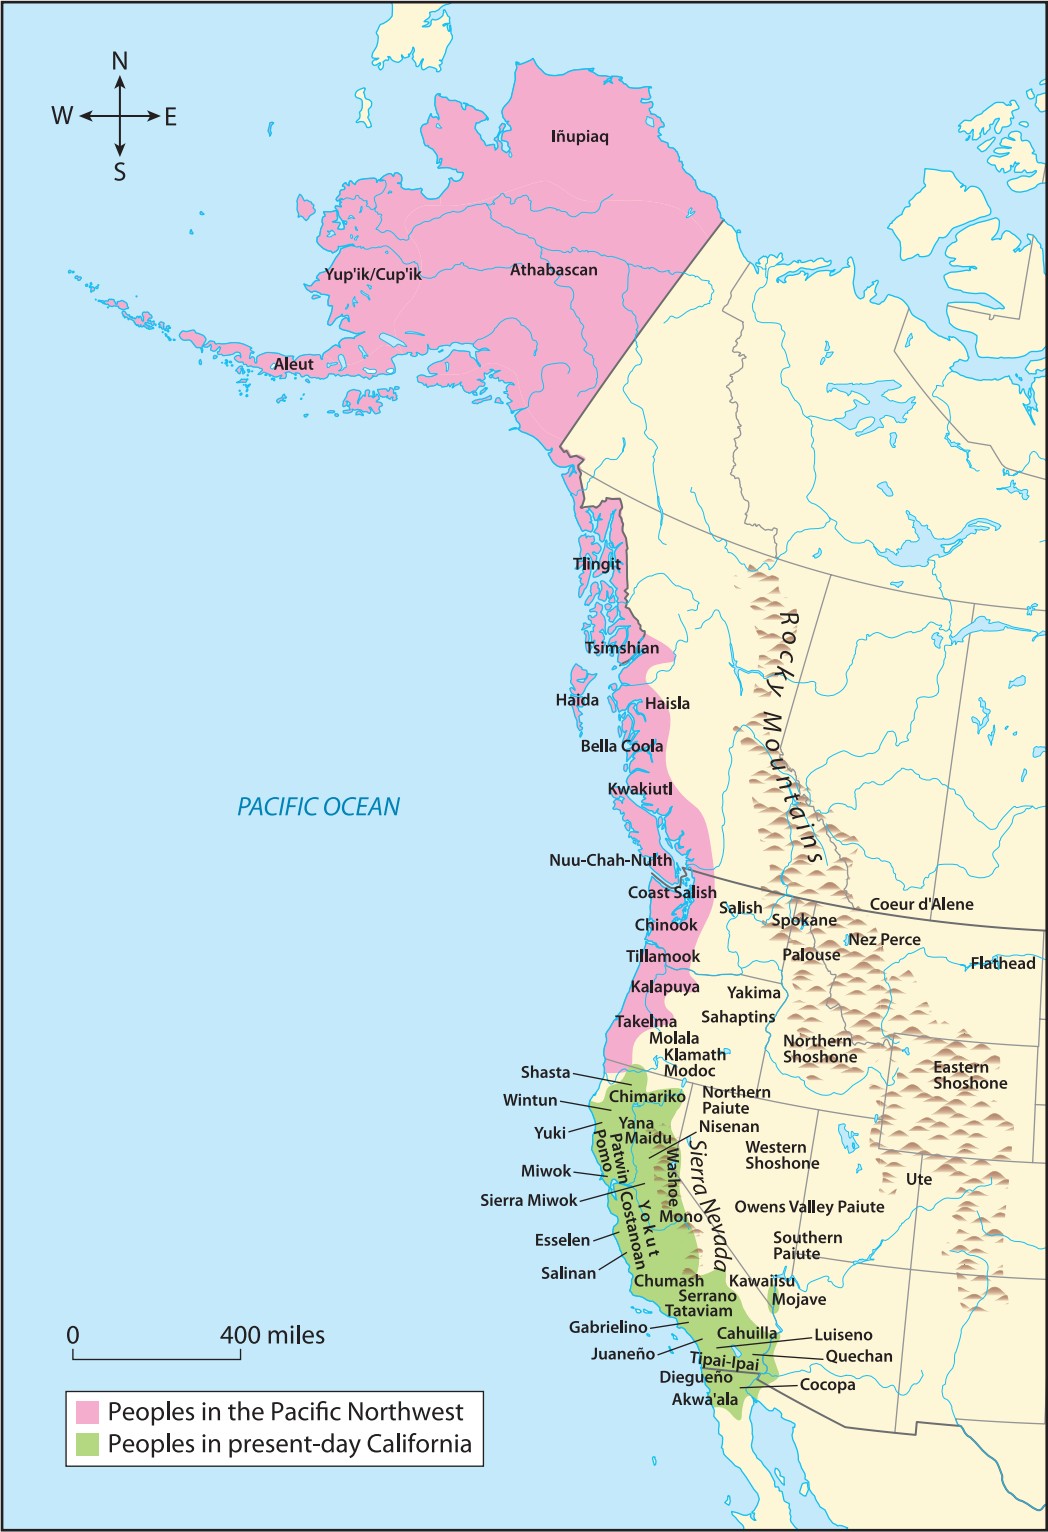 N
W
E
S
Iñupiaq
Yup'ik/Cup'ik
Athabascan
Aleut
Tlingit
Tsimshian
Haida
Haisla
Bella Coola
Kwakiutl
Rocky Mountains
PACIFIC OCEAN
Nuu-Chah-Nulth
Coast Salish
Salish
Coeur d'Alene
Spokane
Chinook
Nez Perce
Tillamook
Palouse
Flathead
Kalapuya
Yakima
Takelma
Sahaptins
Molala
Northern
Shoshone
Klamath
Modoc
Eastern
Shoshone
Shasta
Chimariko
Northern
Paiute
Wintun
Yana
Nisenan
Yuki
Maidu
Pomo
Patwin
Washoe
Sierra Nevada
Western
Shoshone
Miwok
Ute
Sierra Miwok
Costanoan
Yokut
Mono
Owens Valley Paiute
Esselen
Southern
Paiute
Salinan
Chumash
Kawaiisu
Serrano
Mojave
Tataviam
Gabrielino
Cahuilla
Luiseno
Juaneño
Tipai-Ipai
Quechan
Diegueño
Cocopa
Akwa'ala
0
400 miles
Peoples in the Pacific Northwest
Peoples in present-day California